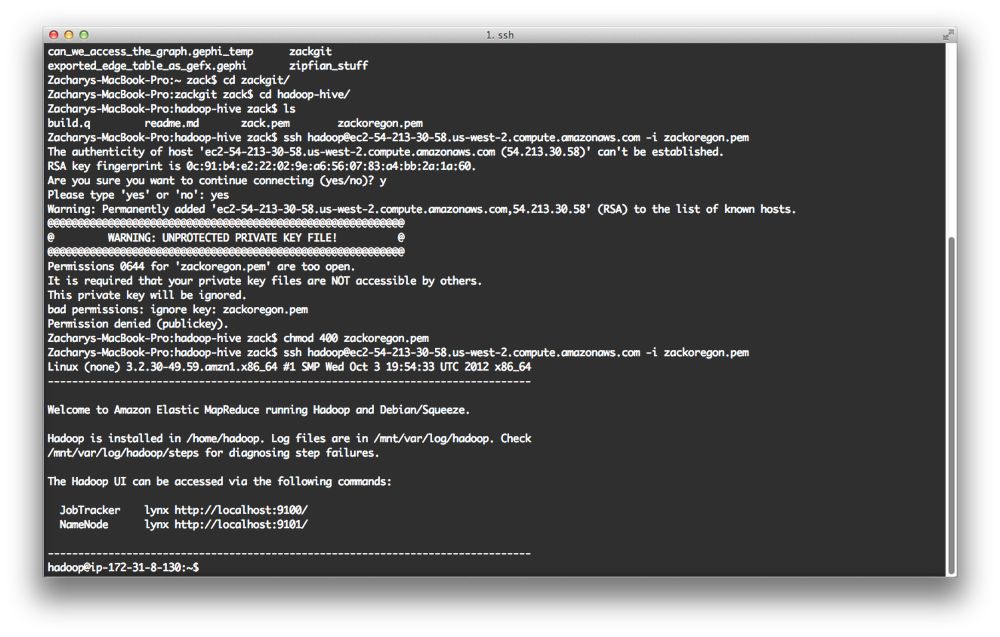 1. ssh
can_we_access_the_graph.gephi_temp zackgit
exported_edge_table_as_gefx.gephi zipfian_stuff
Zacharys-MacBook-Pro:~ zack$ cd zackgit/
Zacharys-MacBook-Pro:zackgit zack$ cd hadoop-hive/
Zacharys-MacBook-Pro:hadoop-hive zack$ ls
build.q readme.md zack.pem zackoregon.pem
Zacharys-MacBook-Pro:hadoop-hive zack$ ssh hadoop@ec2-54-213-30-58.us-west-2.compute.amazonaws.com -i zackoregon.pem
The authenticity of host 'ec2-54-213-30-58.us-west-2.compute.amazonaws.com (54.213.30.58)' can't be established.
RSA key fingerprint is 0c:91:b4:e2:22:02:9e:a6:56:07:83:a4:bb:2a:1a:60.
Are you sure you want to continue connecting (yes/no)? y
Please type 'yes' or 'no': yes
Warning: Permanently added 'ec2-54-213-30-58.us-west-2.compute.amazonaws.com,54.213.30.58' (RSA) to the list of known hosts.
@@@@@@@@@@@@@@@@@@@@@@@@@@@@@@@@@@@@@@@@@@@@@@@@@@@@@@@@@@@
@ WARNING: UNPROTECTED PRIVATE KEY FILE! @
@@@@@@@@@@@@@@@@@@@@@@@@@@@@@@@@@@@@@@@@@@@@@@@@@@@@@@@@@@@
Permissions 0644 for 'zackoregon.pem' are too open.
It is required that your private key files are NOT accessible by others.
This private key will be ignored.
bad permissions: ignore key: zackoregon.pem
Permission denied (publickey).
Zacharys-MacBook-Pro:hadoop-hive zack$ chmod 400 zackoregon.pem
Zacharys-MacBook-Pro:hadoop-hive zack$ ssh hadoop@ec2-54-213-30-58.us-west-2.compute.amazonaws.com -i zackoregon.pem
Linux (none) 3.2.30-49.59.amzn1.x86_64 #1 SMP Wed Oct 3 19:54:33 UTC 2012 x86_64
--------------------------------------------------------------------------------
Welcome to Amazon Elastic MapReduce running Hadoop and Debian/Squeeze.
Hadoop is installed in /home/hadoop. Log files are in /mnt/var/log/hadoop. Check
/mnt/var/log/hadoop/steps for diagnosing step failures.
The Hadoop UI can be accessed via the following commands:
JobTracker lynx http://localhost:9100/
NameNode lynx http://localhost:9101/
--------------------------------------------------------------------------------
hadoop@ip-172-31-8-130:~$